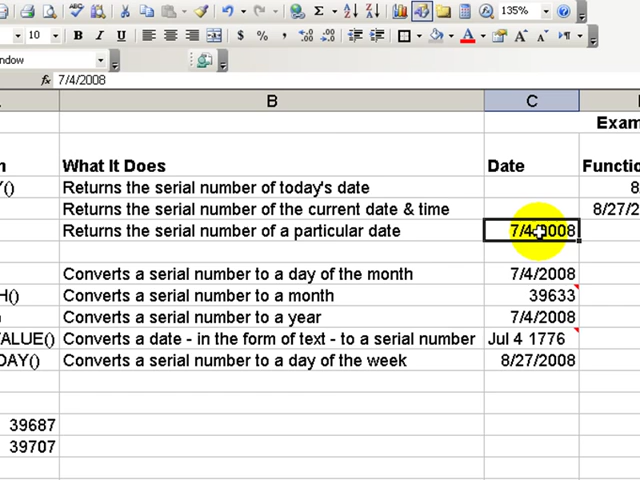 135%
10 B I U $ % ,
ndow
fx 7/4/2008
B C
Exam
n What It Does Date Functio
Y() Returns the serial number of today's date 8
Returns the serial number of the current date & time 8/27/2
Returns the serial number of a particular date 7/4/2008
Converts a serial number to a day of the month 7/4/2008
H() Converts a serial number to a month 39633
Converts a serial number to a year 7/4/2008
ALUE() Converts a date - in the form of text - to a serial number Jul 4 1776
DAY() Converts a serial number to a day of the week 8/27/2008
39687
39707